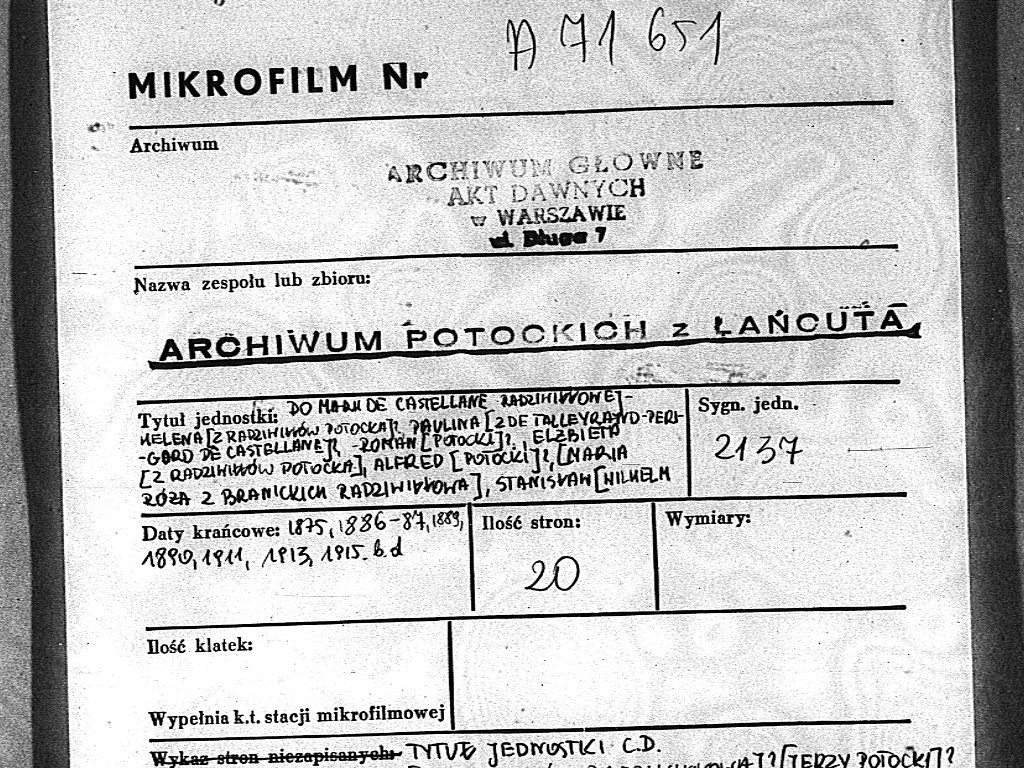 A 71 651
MIKROFILM Nr
Archiwum
ARCHIWUM GŁOWNE
AKT DAWNYCH
w WARSZAWIE
ul. Długa 7
Nazwa zespołu lub zbioru:
ARCHIWUM POTOCKICH z ŁAŃCUTA
Tytuł jednostki: DO MARII DE CASTELLANE RADZIWIŁŁOWEJ-
HELENA [Z RADZIWIŁŁÓW POTOCKA]?, PAULINA [Z DE TALLEYRAND-PERI-
-GORD DE CASTELLANE]?, -ROMAN [POTOCKI]?, ELŻBIETA
[Z RADZIWIŁŁÓW POTOCKA], ALFRED [POTOCKI]?, [MARIA
RÓŻA Z BRANICKICH RADZIWIŁŁOWA], STANISŁAW [WILHELM
Sygn. jedn.
2137
Daty krańcowe: 1875, 1886-87, 1889,
1890, 1911, 1913, 1915. b.d
Ilość stron:
20
Wymiary:
Ilość klatek:
Wypełnia k.t. stacji mikrofilmowej
Wykaz stron niezapisanych: TYTUŁ JEDNOSTKI C.D.
[JERZY POTOCKI]?